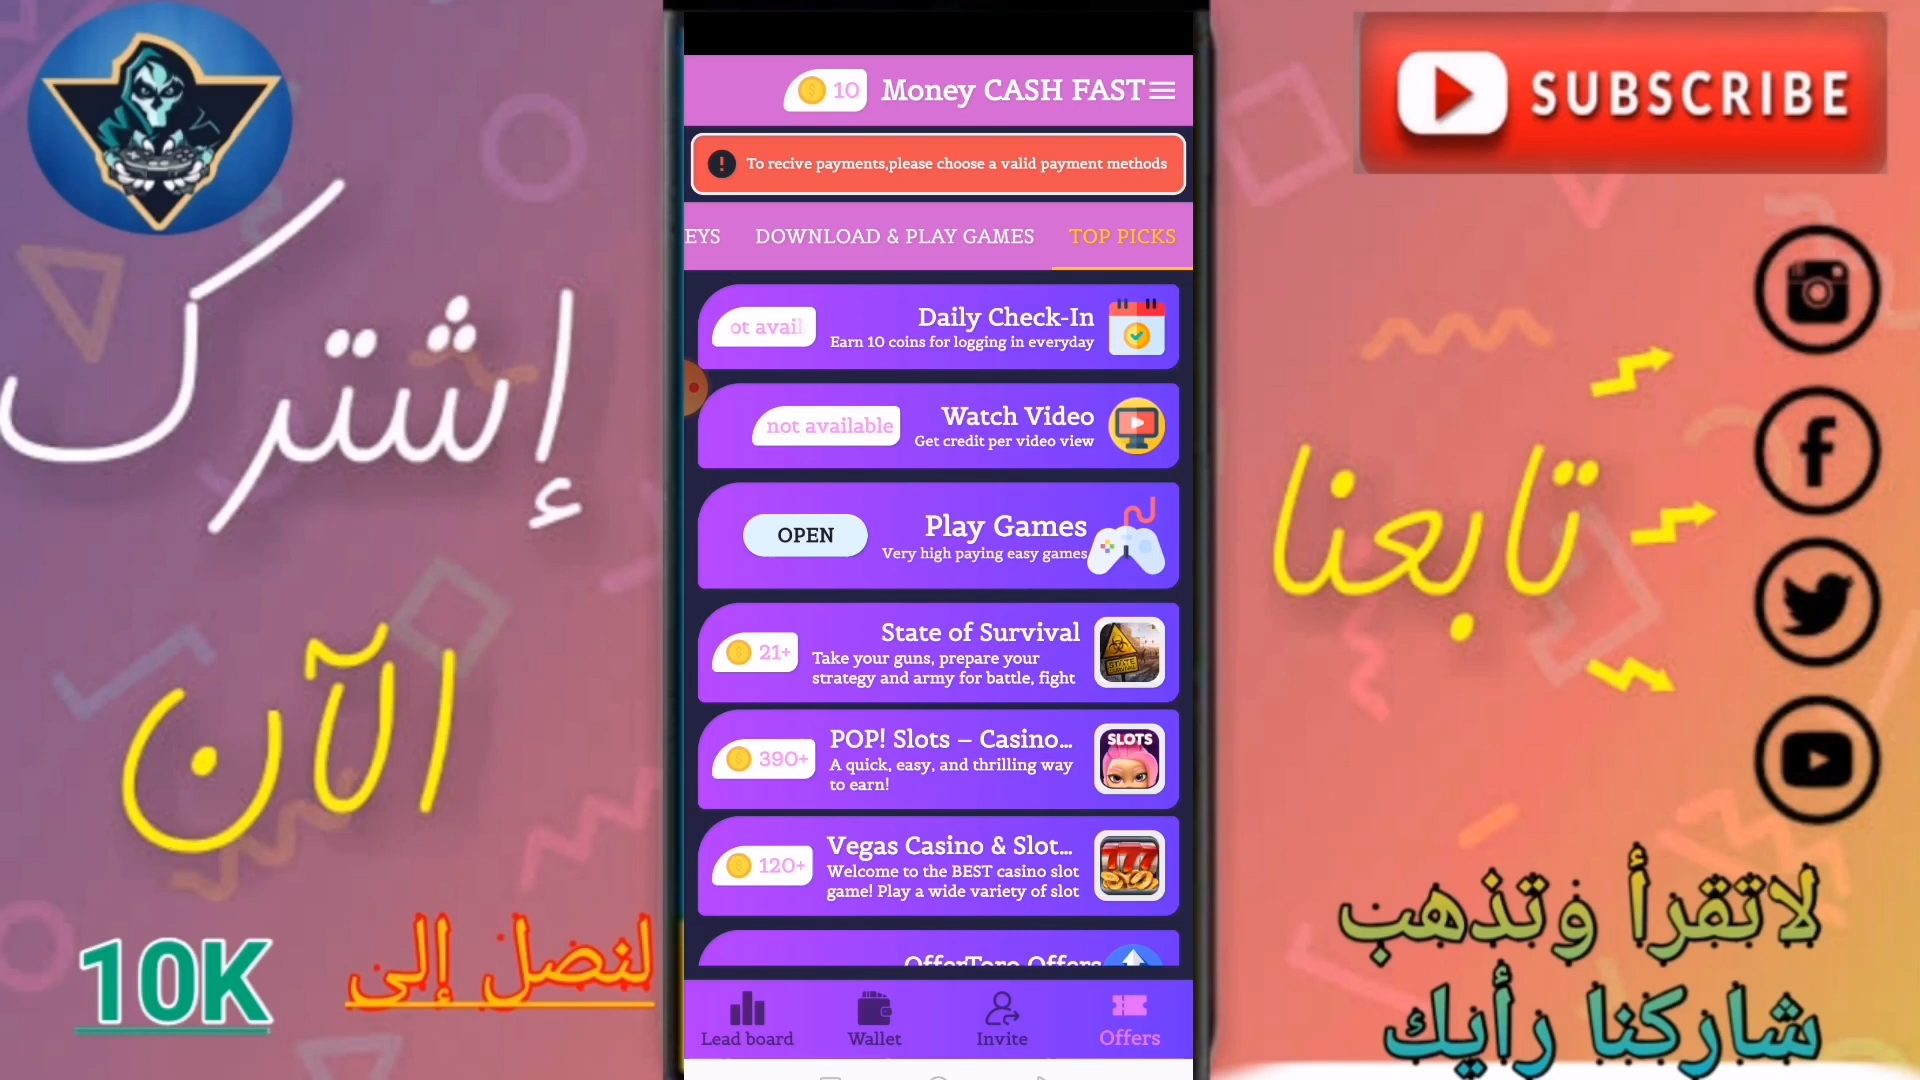 10 Money CASH FAST
To recive payments,please choose a valid payment methods
EYS DOWNLOAD & PLAY GAMES TOP PICKS
ot avail Daily Check-In
Earn 10 coins for logging in everyday
not available Watch Video
Get credit per video view
OPEN Play Games
Very high paying easy games
21+ State of Survival
Take your guns, prepare your
strategy and army for battle, fight
STATE
390+ POP! Slots – Casino...
A quick, easy, and thrilling way
to earn!
SLOTS
120+ Vegas Casino & Slot...
Welcome to the BEST casino slot
game! Play a wide variety of slot
777
OfferToro Offers
Lead board Wallet Invite Offers
إشترك
الآن
لنصل إلى
10K
SUBSCRIBE
تابعنا
لاتقرأ وتذهب
شاركنا رأيك